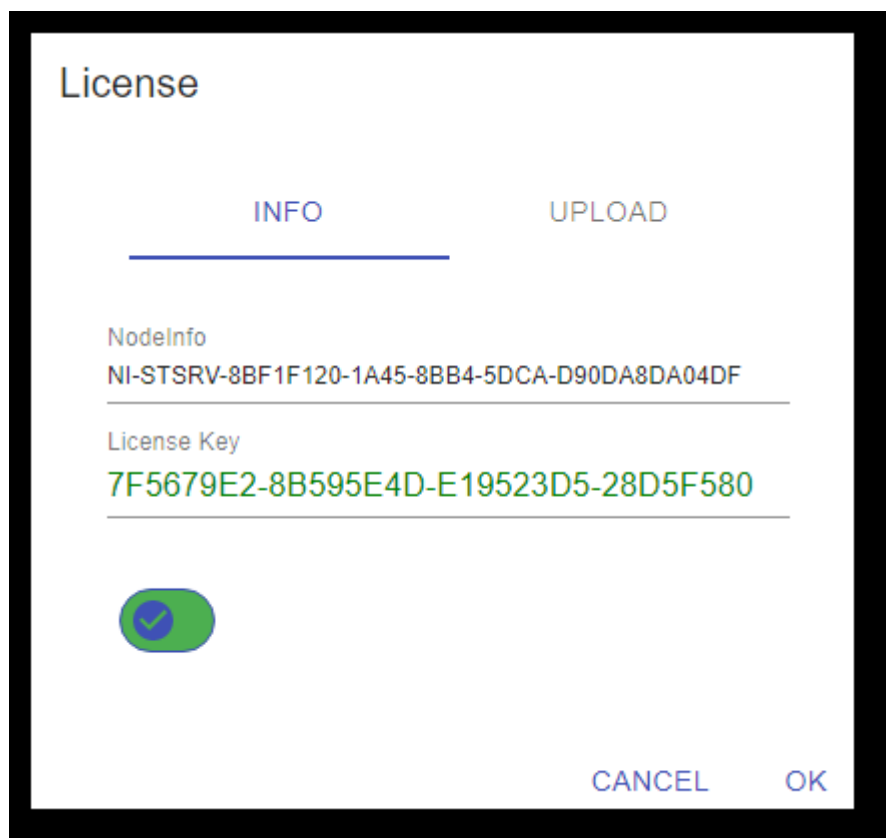 License
INFO UPLOAD
NodeInfo
NI-STSRV-8BF1F120-1A45-8BB4-5DCA-D90DA8DA04DF
License Key
7F5679E2-8B595E4D-E19523D5-28D5F580
CANCEL OK